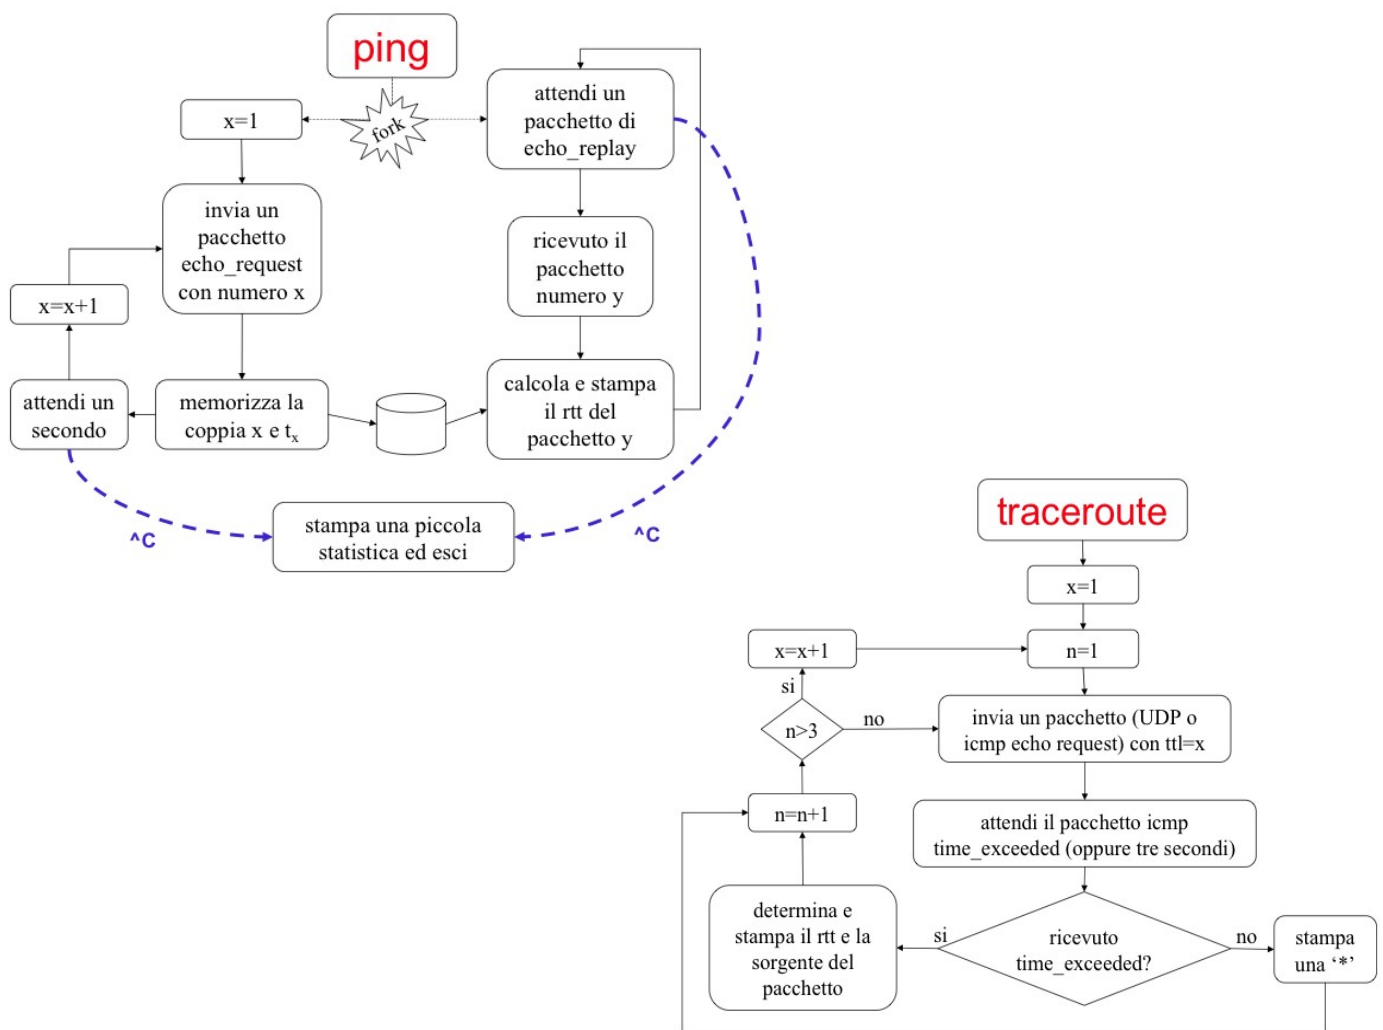 ping
fork
x=1
invia un
pacchetto
echo_request
con numero x
memorizza la
coppia x e tx
attendi un
secondo
x=x+1
attendi un
pacchetto di
echo_replay
ricevuto il
pacchetto
numero y
calcola e stampa
il rtt del
pacchetto y
^C
^C
stampa una piccola
statistica ed esci
traceroute
x=1
n=1
invia un pacchetto (UDP o
icmp echo request) con ttl=x
attendi il pacchetto icmp
time_exceeded (oppure tre secondi)
ricevuto
time_exceeded?
si
no
stampa
una ‘*’
determina e
stampa il rtt e la
sorgente del
pacchetto
n=n+1
n>3
no
si
x=x+1